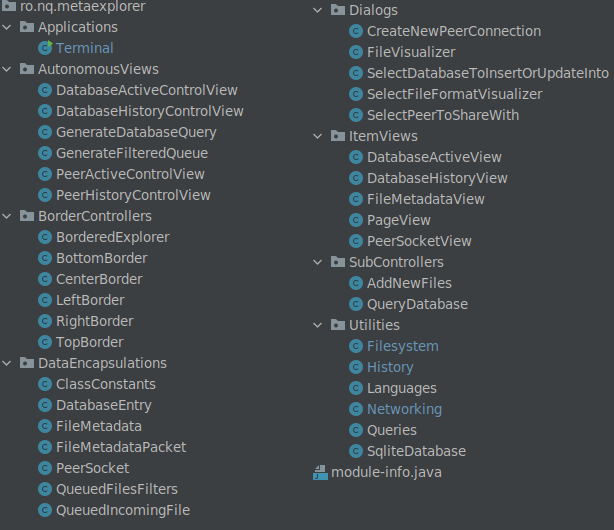 ro.nq.metaexplorer
Applications
Terminal
AutonomousViews
DatabaseActiveControlView
DatabaseHistoryControlView
GenerateDatabaseQuery
GenerateFilteredQueue
PeerActiveControlView
PeerHistoryControlView
BorderControllers
BorderedExplorer
BottomBorder
CenterBorder
LeftBorder
RightBorder
TopBorder
DataEncapsulations
ClassConstants
DatabaseEntry
FileMetadata
FileMetadataPacket
PeerSocket
QueuedFilesFilters
QueuedIncomingFile
Dialogs
CreateNewPeerConnection
FileVisualizer
SelectDatabaseToInsertOrUpdateInto
SelectFileFormatVisualizer
SelectPeerToShareWith
ItemViews
DatabaseActiveView
DatabaseHistoryView
FileMetadataView
PageView
PeerSocketView
SubControllers
AddNewFiles
QueryDatabase
Utilities
Filesystem
History
Languages
Networking
Queries
SqliteDatabase
module-info.java